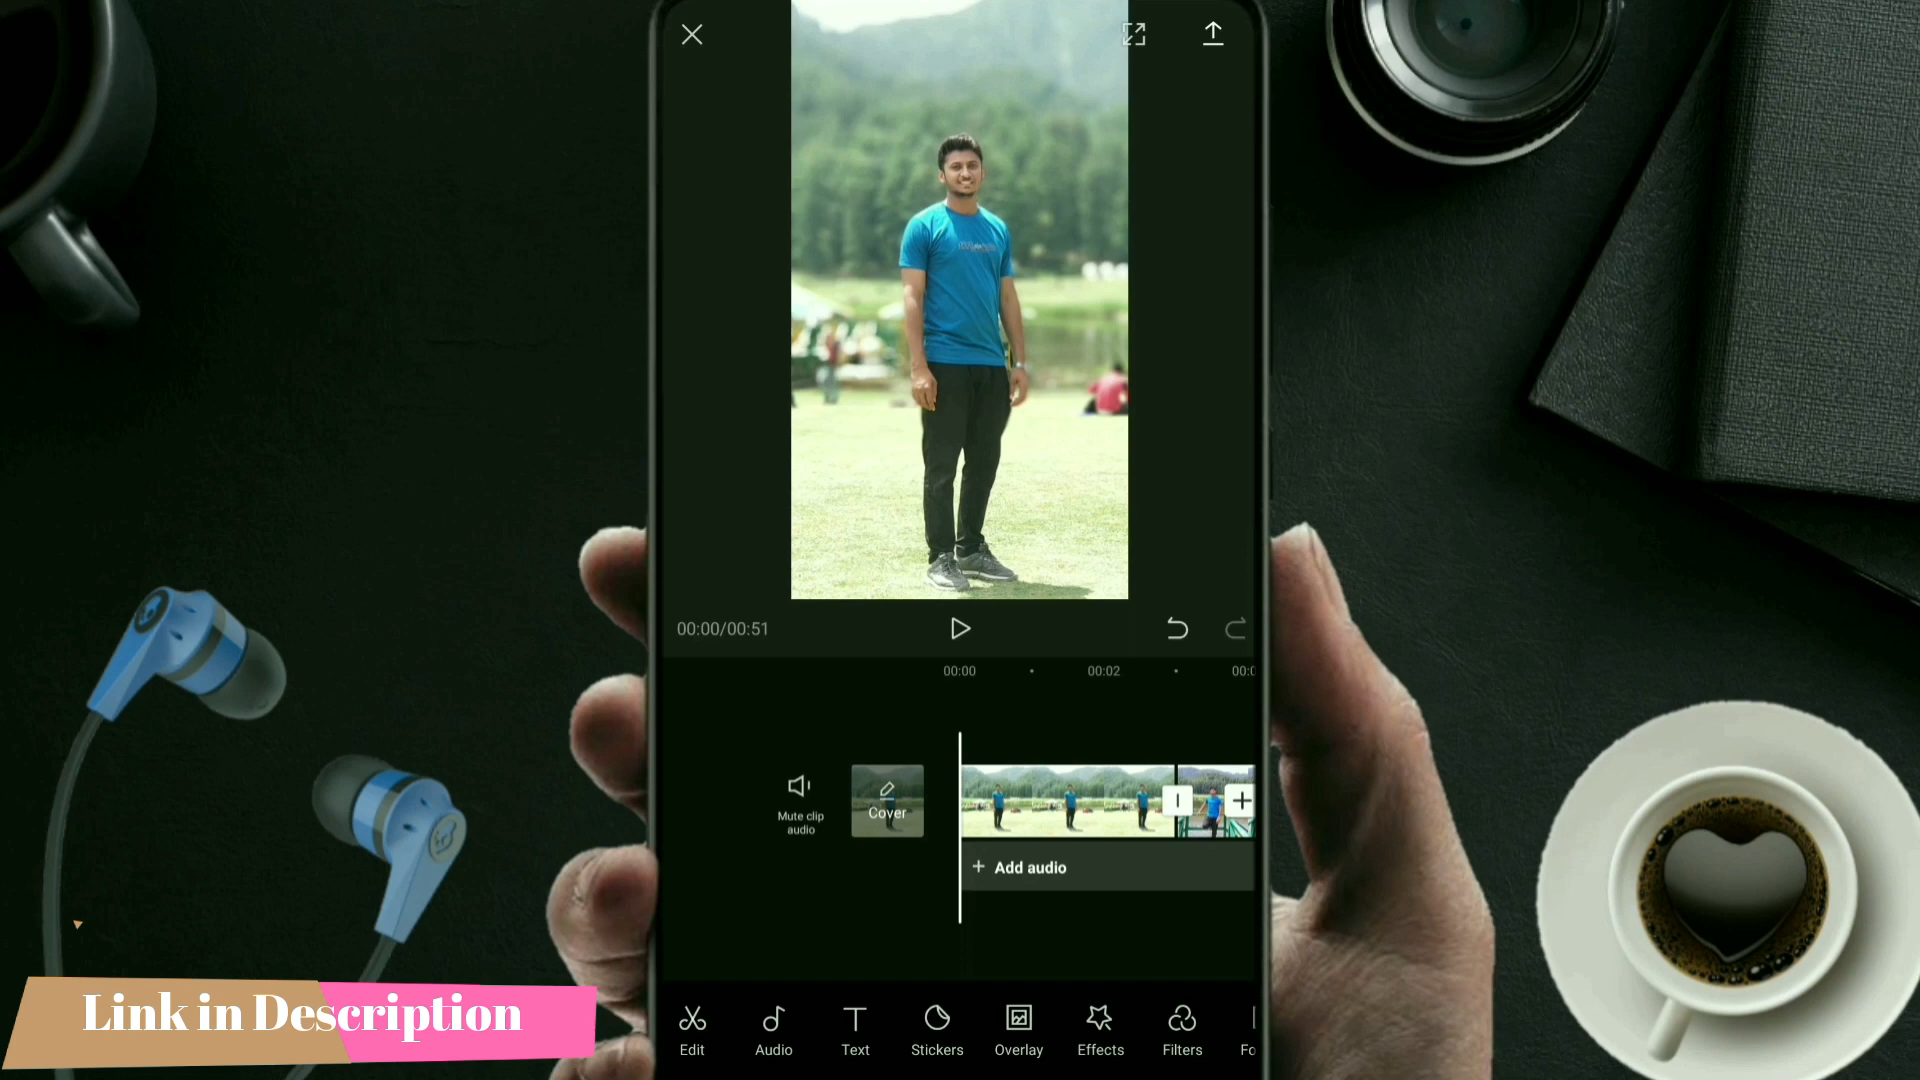 00:00/00:51
00:00
00:02
Mute clip
audio
Cover
+ Add audio
Edit
Audio
Text
Stickers
Overlay
Effects
Filters
Link in Description